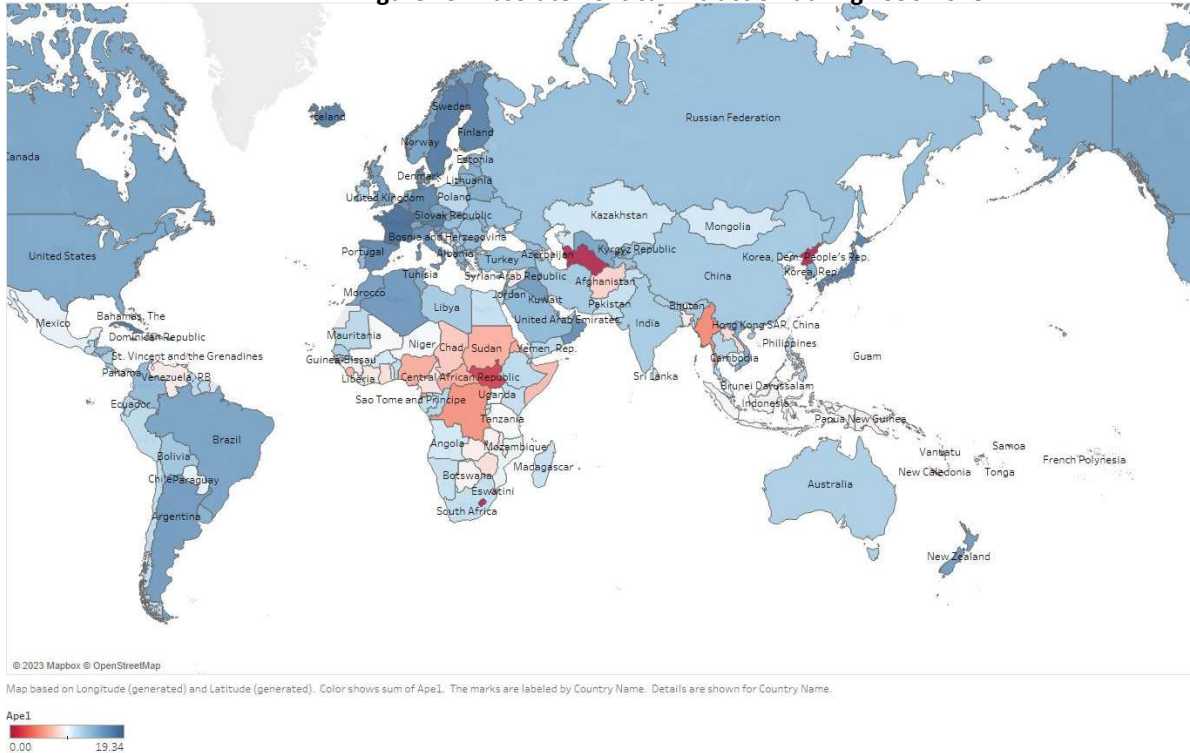 Iceland
Sweden
Finland
Norway
Russian Federation
Estonia
Canada
Denmark
Lithuania
United Kingdom
Poland
Slovak Republic
Kazakhstan
Mongolia
Bosnia and Herzegovina
United States
Portugal
Albania
Azerbaijan
Kyrgyz Republic
Korea, Dem. People's Rep.
Turkey
Korea, Rep.
Tunisia
Syrian Arab Republic
China
Afghanistan
Morocco
Jordan
Kuwait
Libya
Pakistan
Bhutan
Bahamas, The
United Arab Emirates
India
Hong Kong SAR, China
Mexico
Dominican Republic
Mauritania
Niger
Chad
Sudan
Yemen, Rep.
Philippines
St. Vincent and the Grenadines
Guinea-Bissau
Cambodia
Guam
Panama
Venezuela, RB
Liberia
Central African Republic
Sri Lanka
Uganda
Brunei Darussalam
Ecuador
Sao Tome and Principe
Indonesia
Tanzania
Papua New Guinea
Brazil
Angola
Mozambique
Samoa
Bolivia
Vanuatu
French Polynesia
Madagascar
Chile
Paraguay
Botswana
New Caledonia
Tonga
Eswatini
Australia
Argentina
South Africa
New Zealand
© 2023 Mapbox © OpenStreetMap
Map based on Longitude (generated) and Latitude (generated). Color shows sum of Ape1. The marks are labeled by Country Name. Details are shown for Country Name.
Ape1
0.00 19.34